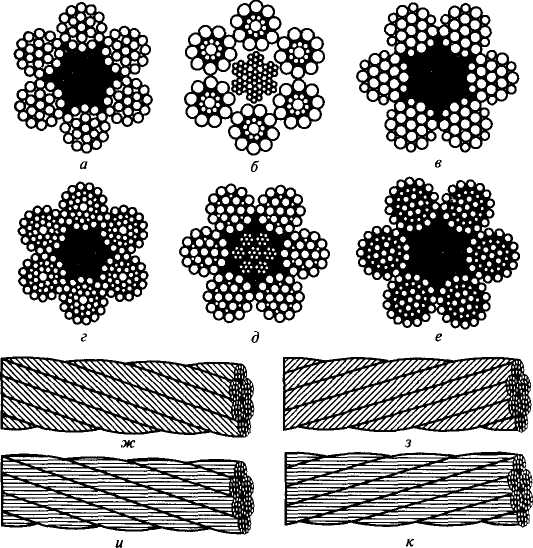 а б в
г д е
ж з
и к